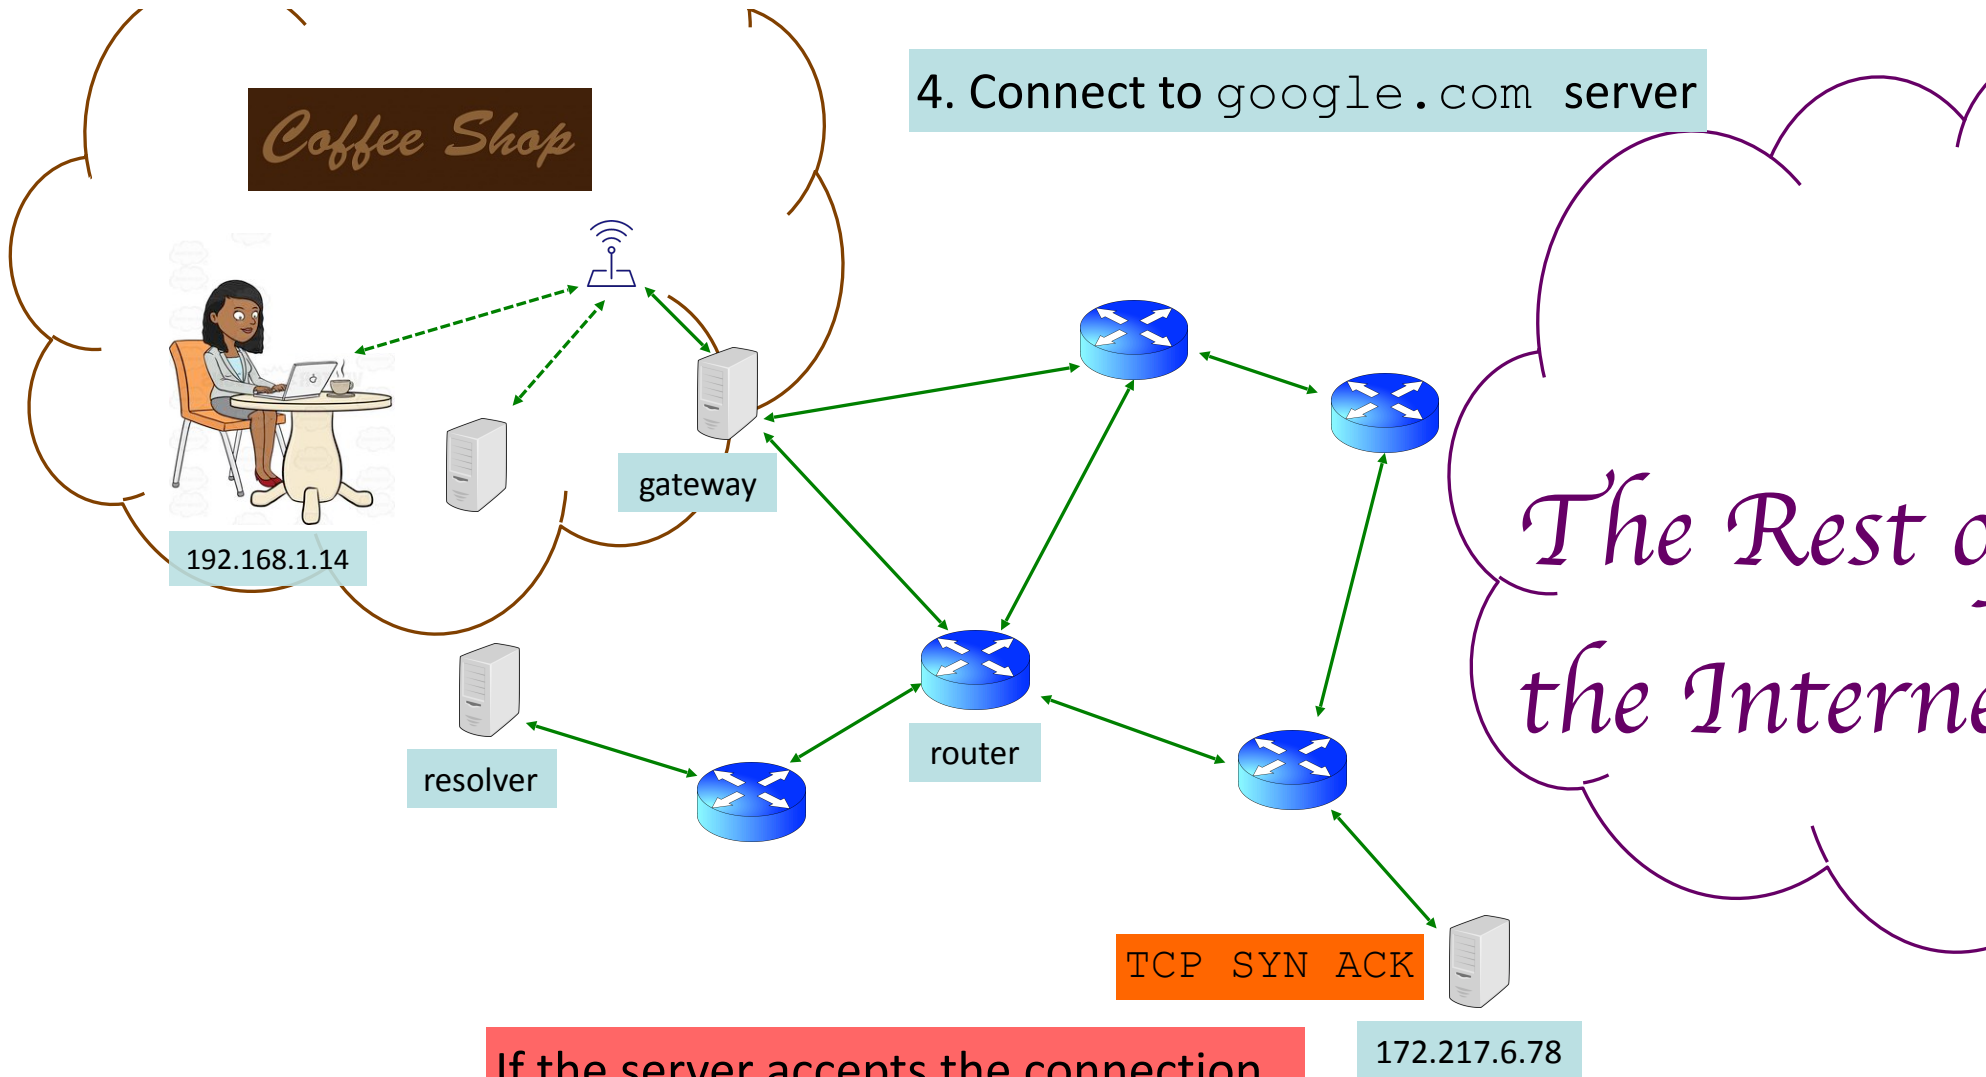 4. Connect to google.com server
Coffee Shop
gateway
192.168.1.14
The Rest
the
router
resolver
TCP SYN ACK
172.217.6.78
If the server accepts the connection